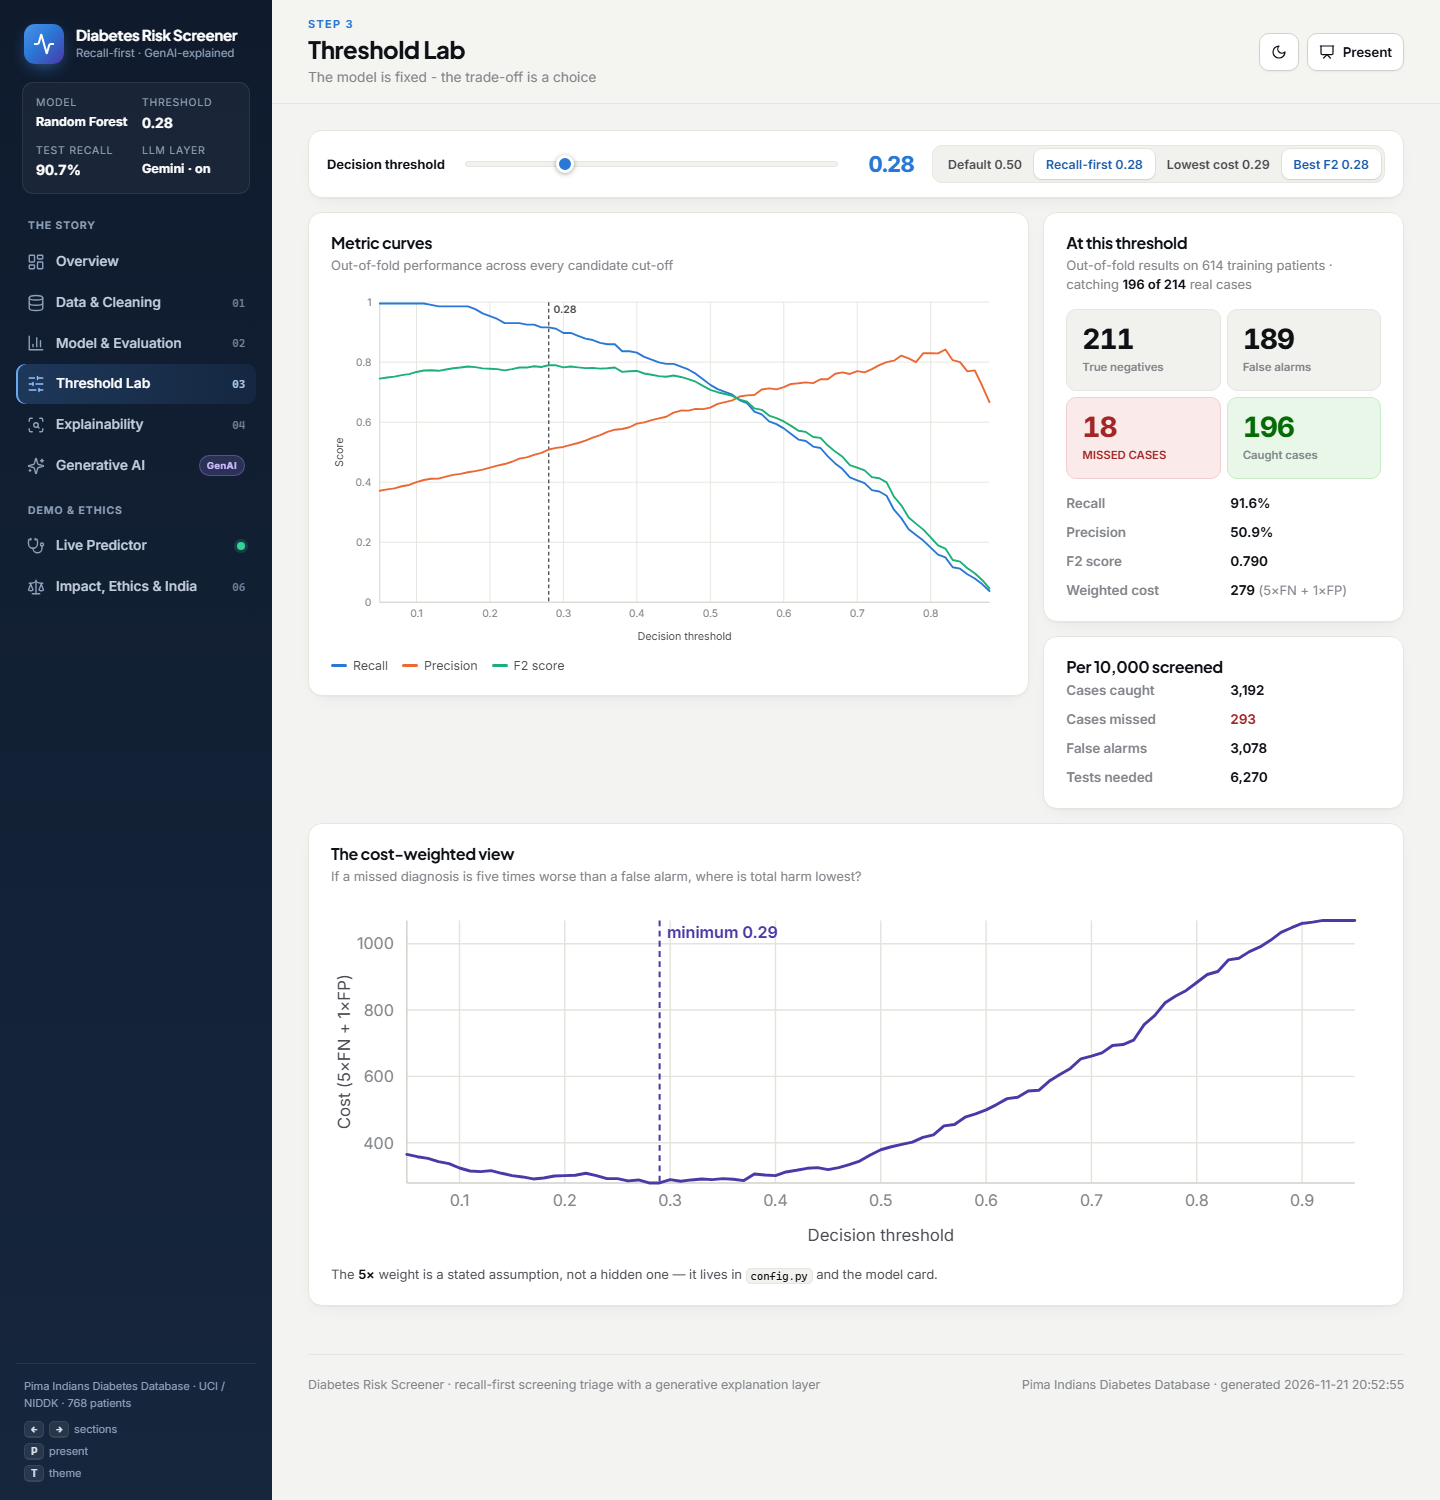 Diabetes Risk Screener
Recall-first · GenAI-explained
MODEL
Random Forest
THRESHOLD
0.28
TEST RECALL
90.7%
LLM LAYER
Gemini · on
THE STORY
Overview
Data & Cleaning 01
Model & Evaluation 02
Threshold Lab 03
Explainability 04
Generative AI GenAI
DEMO & ETHICS
Live Predictor
Impact, Ethics & India 06
Pima Indians Diabetes Database · UCI /
NIDDK · 768 patients
← → sections
P present
T theme
STEP 3
Threshold Lab
The model is fixed - the trade-off is a choice
Present
Decision threshold 0.28 Default 0.50 Recall-first 0.28 Lowest cost 0.29 Best F2 0.28
Metric curves
Out-of-fold performance across every candidate cut-off
0.28
1
0.8
0.6
0.4
0.2
0
Score
0.1 0.2 0.3 0.4 0.5 0.6 0.7 0.8
Decision threshold
Recall Precision F2 score
At this threshold
Out-of-fold results on 614 training patients ·
catching 196 of 214 real cases
211
True negatives
189
False alarms
18
MISSED CASES
196
Caught cases
Recall 91.6%
Precision 50.9%
F2 score 0.790
Weighted cost 279 (5×FN + 1×FP)
Per 10,000 screened
Cases caught 3,192
Cases missed 293
False alarms 3,078
Tests needed 6,270
The cost-weighted view
If a missed diagnosis is five times worse than a false alarm, where is total harm lowest?
minimum 0.29
1000
800
600
400
Cost (5×FN + 1×FP)
0.1 0.2 0.3 0.4 0.5 0.6 0.7 0.8 0.9
Decision threshold
The 5× weight is a stated assumption, not a hidden one — it lives in config.py and the model card.
Diabetes Risk Screener · recall-first screening triage with a generative explanation layer
Pima Indians Diabetes Database · generated 2026-11-21 20:52:55